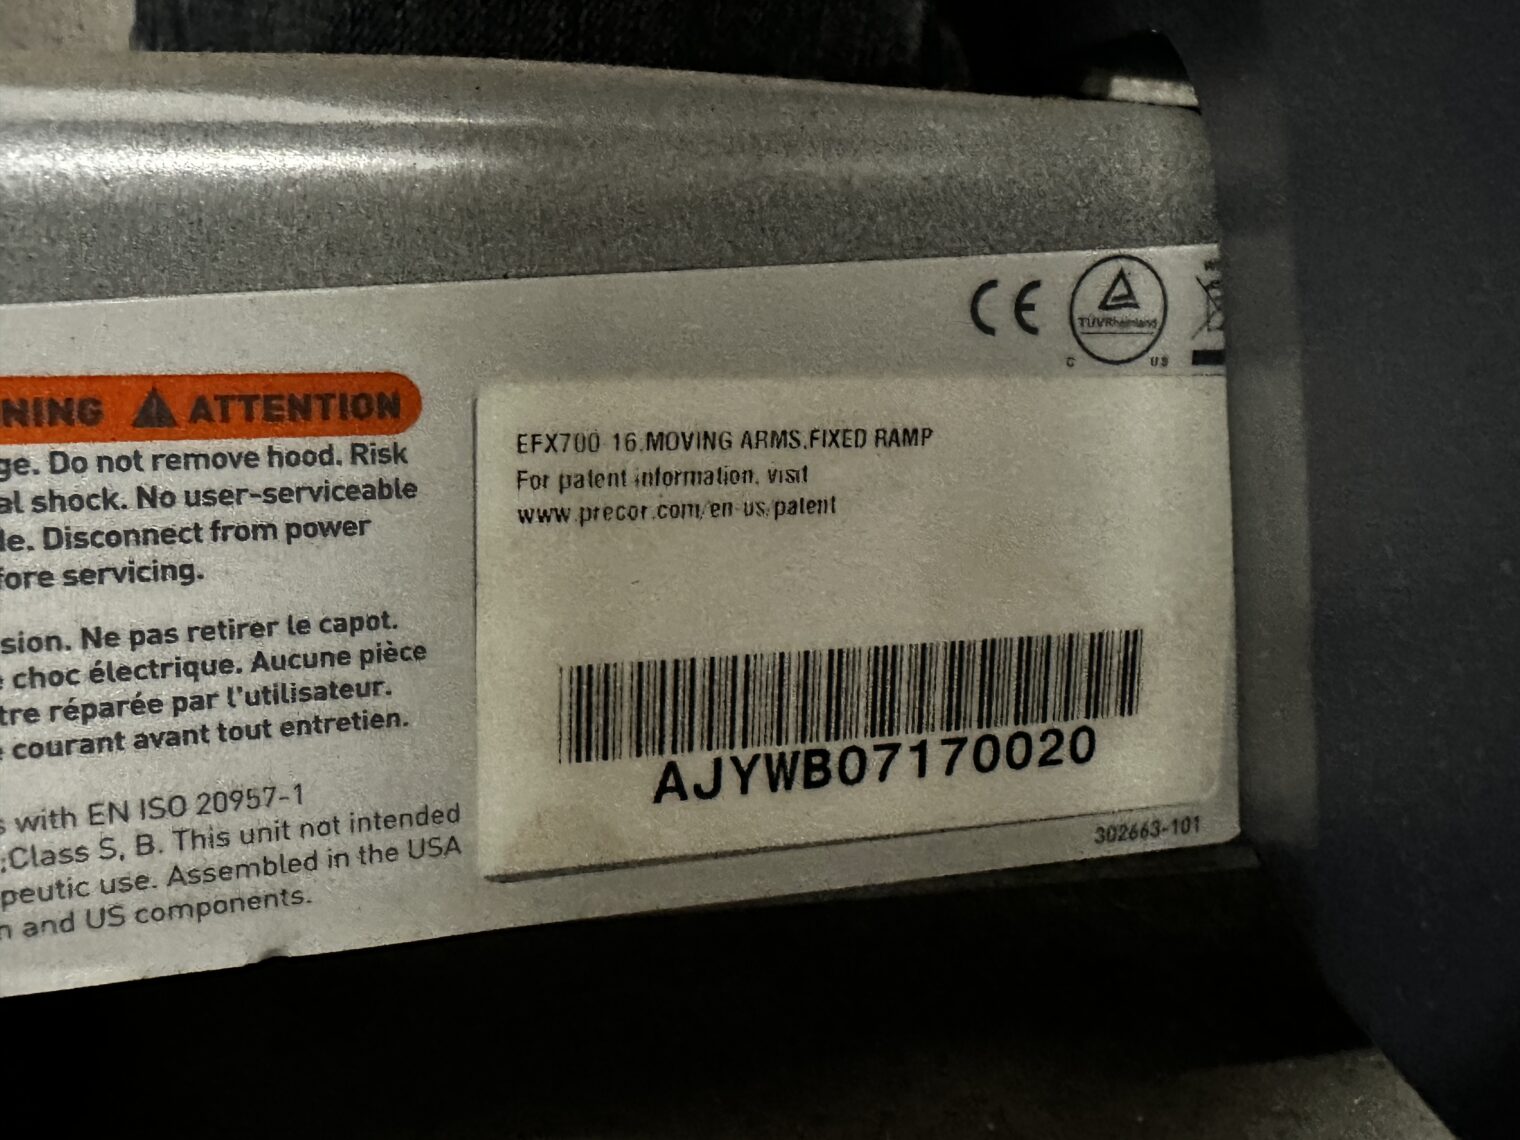 CE
TÜVRheinland
C US
NING ATTENTION
ge. Do not remove hood. Risk
al shock. No user-serviceable
le. Disconnect from power
fore servicing.
sion. Ne pas retirer le capot.
e choc électrique. Aucune pièce
tre réparée par l'utilisateur.
e courant avant tout entretien.
s with EN ISO 20957-1
;Class S, B. This unit not intended
peutic use. Assembled in the USA
n and US components.
EFX700-16,MOVING ARMS,FIXED RAMP
For patent information, visit
www.precor.com/en-us/patent
AJYWB07170020
302663-101